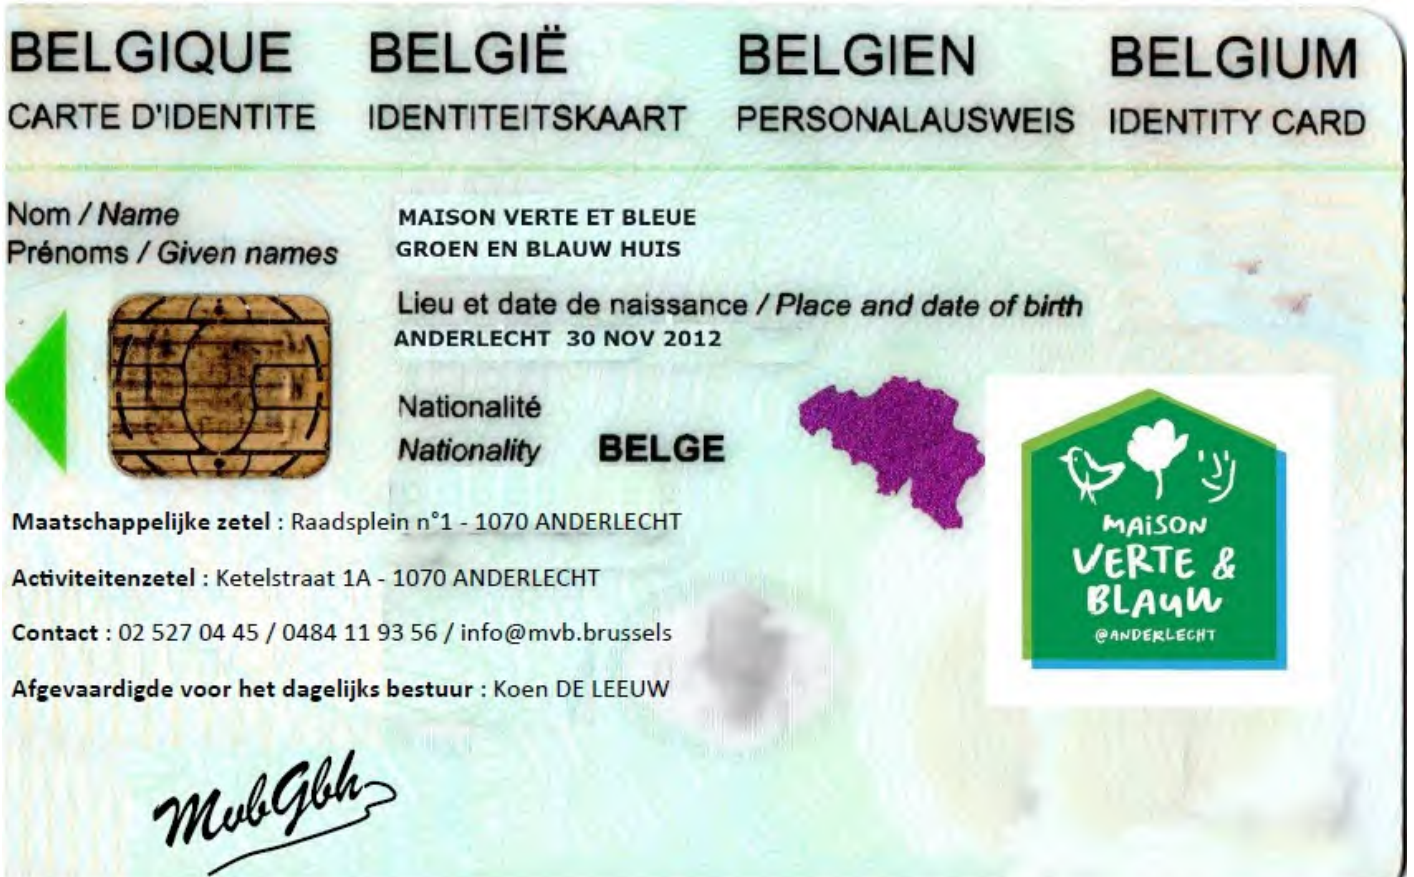 BELGIQUE BELGIË BELGIEN BELGIUM
CARTE D'IDENTITE IDENTITEITSKAART PERSONALAUSWEIS IDENTITY CARD
Nom / Name
MAISON VERTE ET BLEUE
Prénoms / Given names
GROEN EN BLAUW HUIS
Lieu et date de naissance / Place and date of birth
ANDERLECHT 30 NOV 2012
Nationalité
Nationality BELGE
Maatschappelijke zetel : Raadsplein n°1 - 1070 ANDERLECHT
Activiteitenzetel : Ketelstraat 1A - 1070 ANDERLECHT
Contact : 02 527 04 45 / 0484 11 93 56 / info@mvb.brussels
Afgevaardigde voor het dagelijks bestuur : Koen DE LEEUW
MAiSON
VERTE &
BLAuW
@ANDERLECHT
MvbGbh